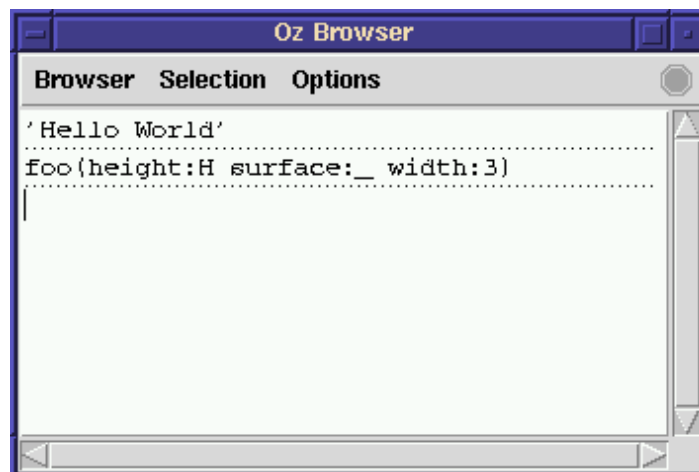 Oz Browser
Browser Selection Options
'Hello World'
foo(height:H surface:_ width:3)